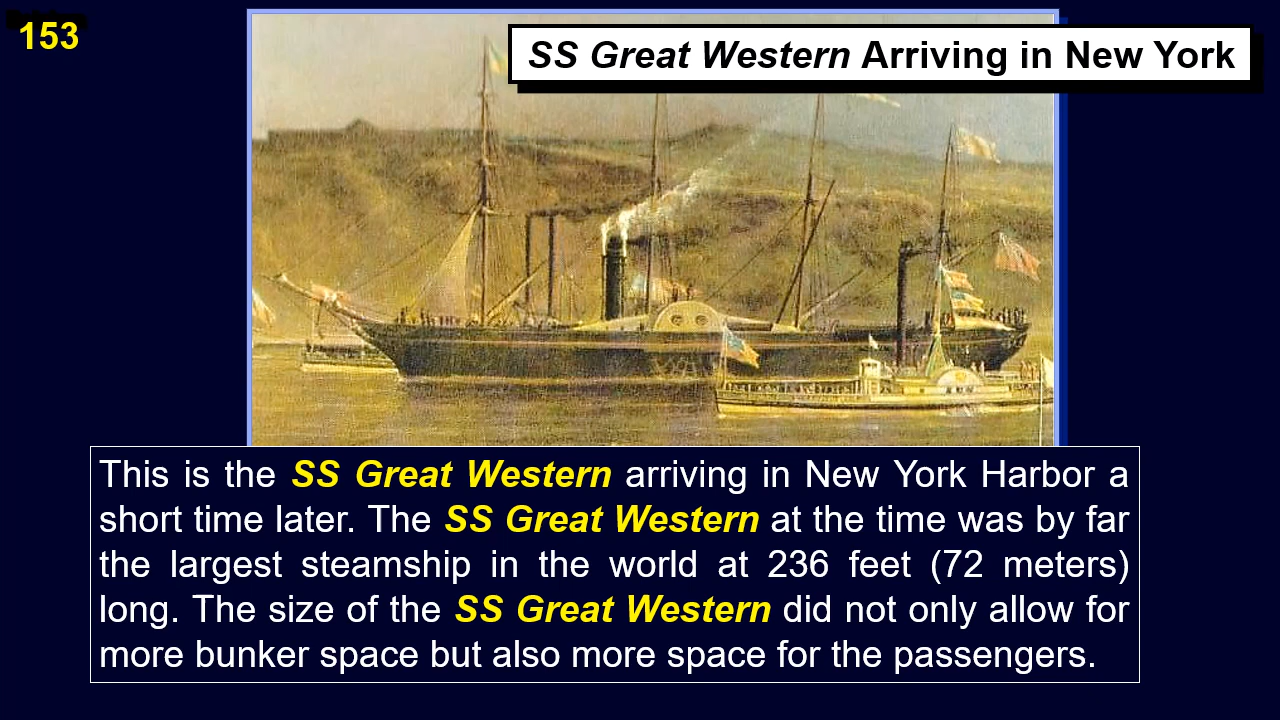 153
SS Great Western Arriving in New York
This is the SS Great Western arriving in New York Harbor a
short time later. The SS Great Western at the time was by far
the largest steamship in the world at 236 feet (72 meters)
long. The size of the SS Great Western did not only allow for
more bunker space but also more space for the passengers.